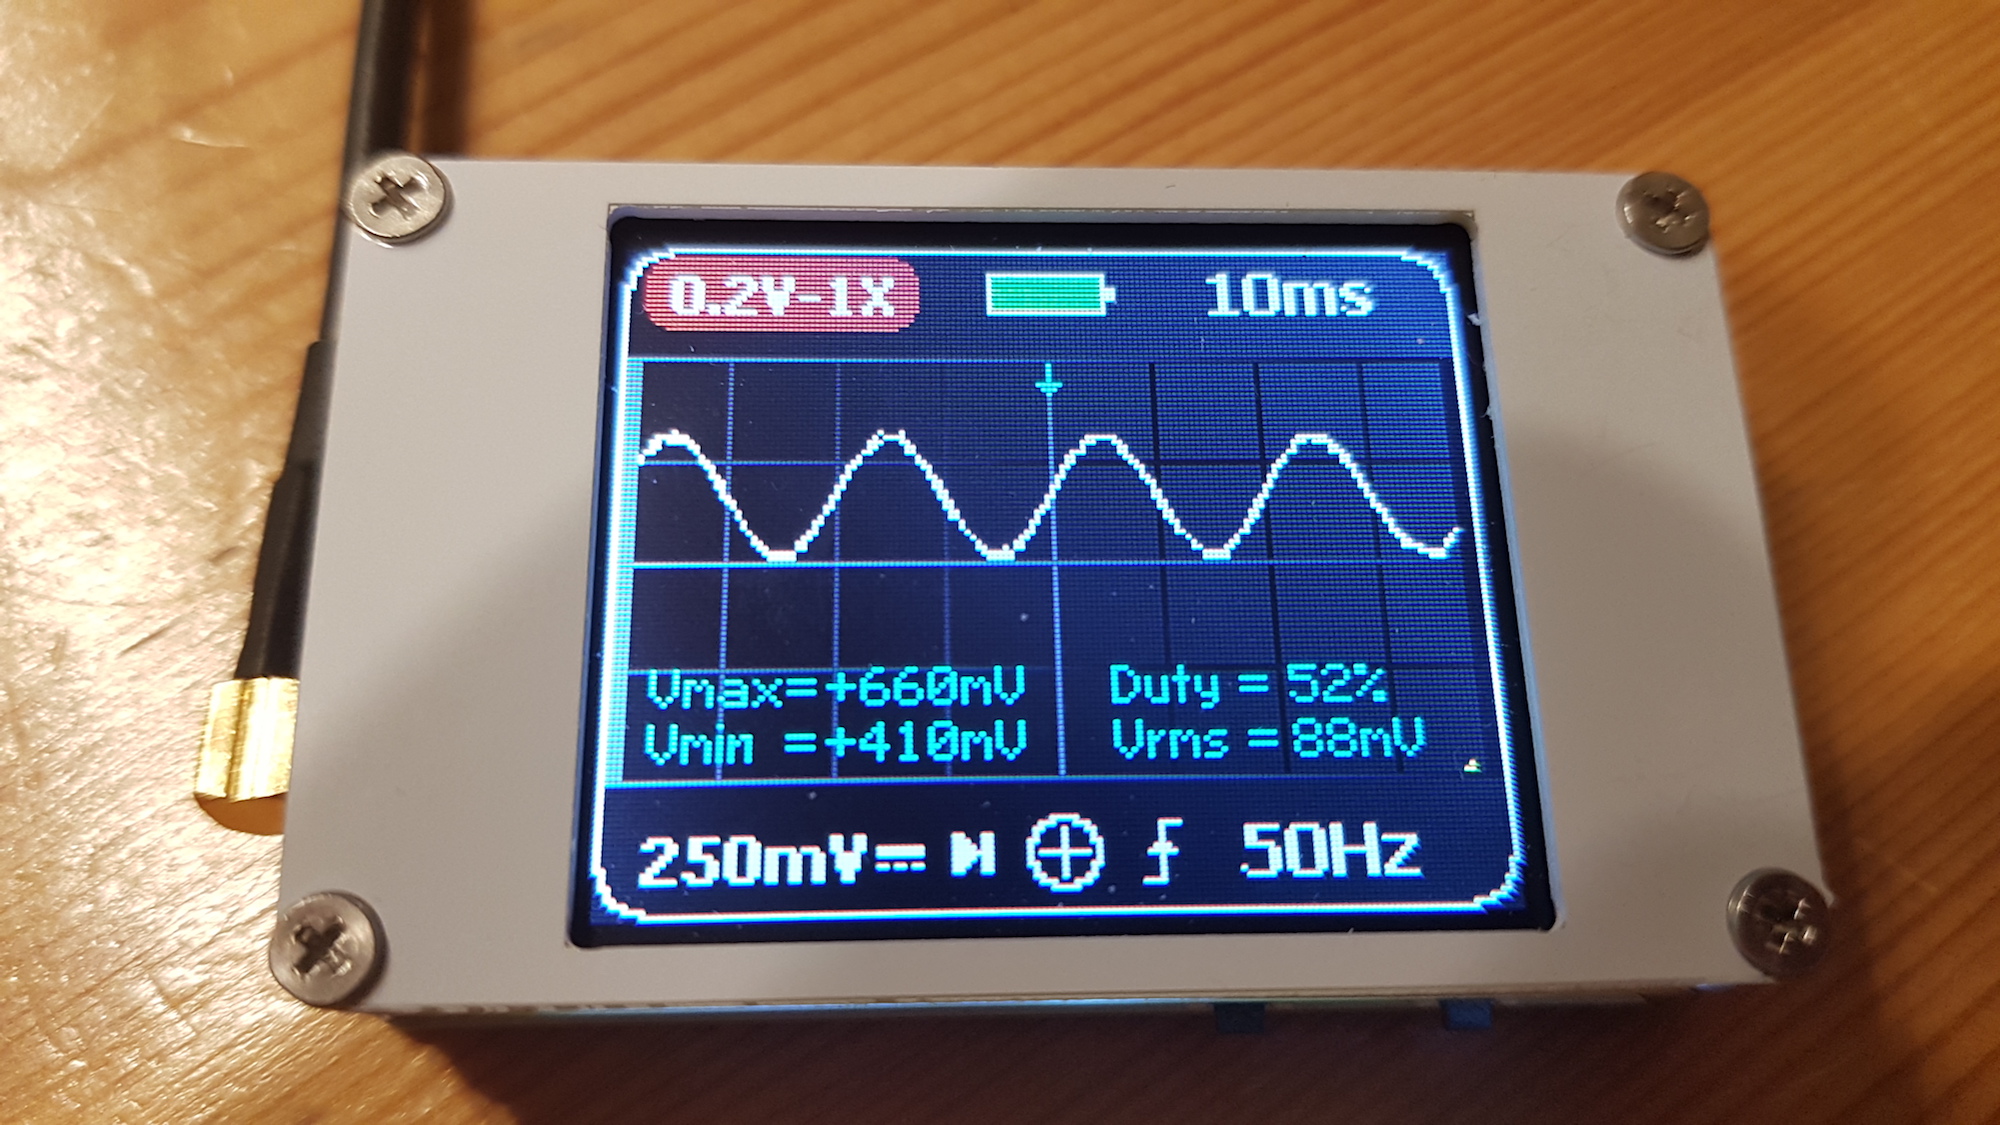 0.2V-1X 10ms
Vmax=+660mV Duty = 52%
Vmin =+410mV Vrms = 88mV
250mV 50Hz